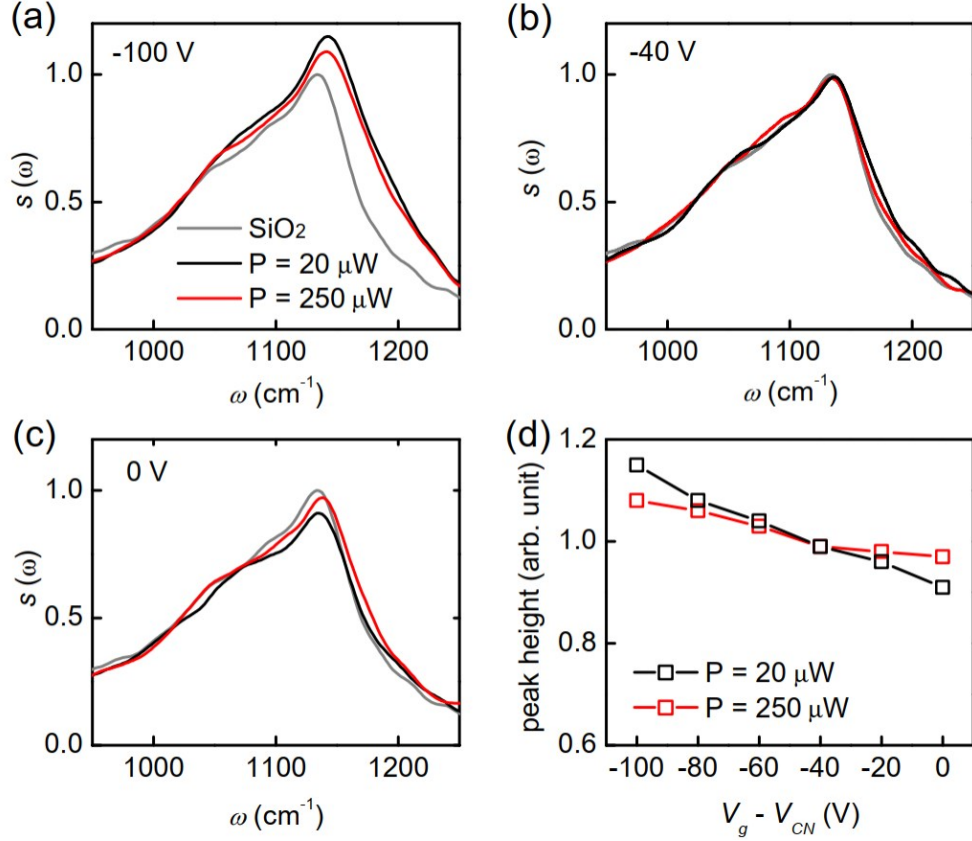 (a)
-100 V
1.0
0.5
0.0
s (ω)
SiO2
P = 20 μW
P = 250 μW
1000 1100 1200
ω (cm-1)
(b)
-40 V
1.0
0.5
0.0
s (ω)
1000 1100 1200
ω (cm-1)
(c)
0 V
1.0
0.5
0.0
s (ω)
1000 1100 1200
ω (cm-1)
(d)
1.2
1.0
0.8
0.6
peak height (arb. unit)
P = 20 μW
P = 250 μW
-100 -80 -60 -40 -20 0
Vg - VCN (V)